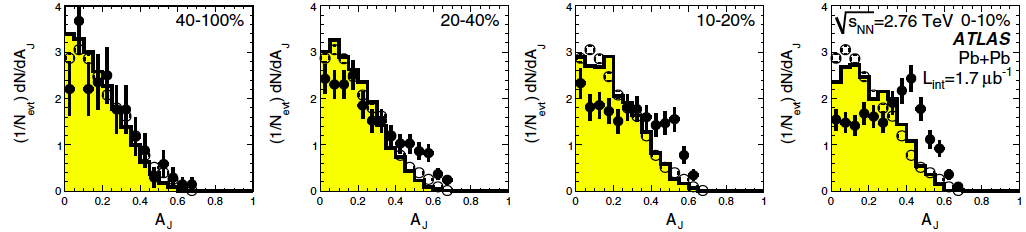 40-100%
(1/N_evt) dN/dA_J
4
3
2
1
0
0 0.2 0.4 0.6 0.8 1
A_J
20-40%
(1/N_evt) dN/dA_J
4
3
2
1
0
0 0.2 0.4 0.6 0.8 1
A_J
10-20%
(1/N_evt) dN/dA_J
4
3
2
1
0
0 0.2 0.4 0.6 0.8 1
A_J
√s_NN=2.76 TeV 0-10%
ATLAS
Pb+Pb
L_int=1.7 μb⁻¹
(1/N_evt) dN/dA_J
4
3
2
1
0
0 0.2 0.4 0.6 0.8 1
A_J